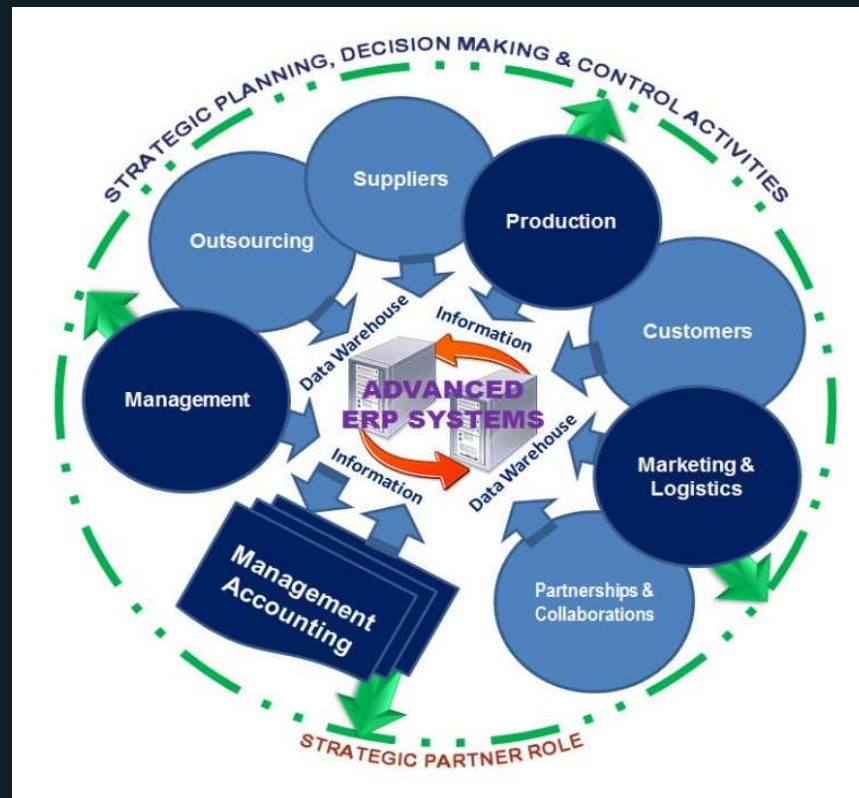 STRATEGIC PLANNING, DECISION MAKING & CONTROL ACTIVITIES
Suppliers
Production
Outsourcing
Customers
Data Warehouse
Information
Management
ADVANCED
ERP SYSTEMS
Marketing &
Logistics
Information
Data Warehouse
Management
Accounting
Partnerships &
Collaborations
STRATEGIC PARTNER ROLE